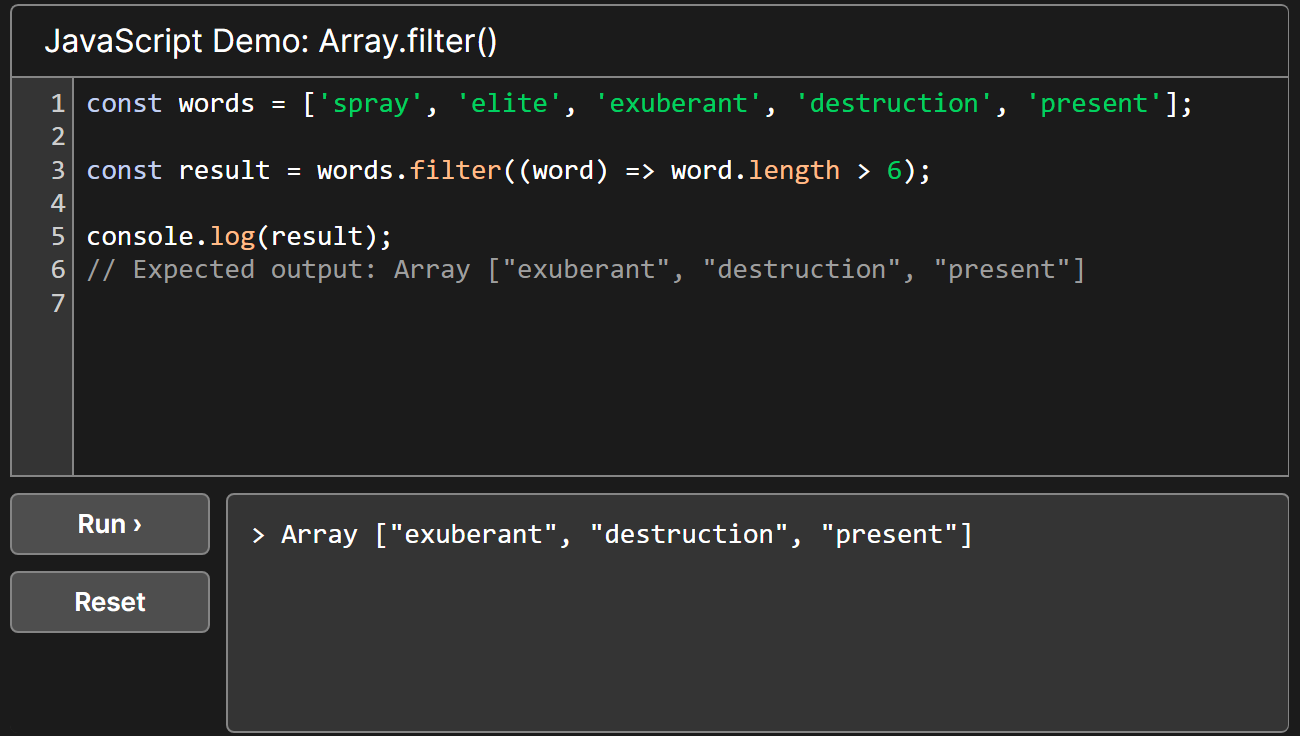 JavaScript Demo: Array.filter()
1 const words = ['spray', 'elite', 'exuberant', 'destruction', 'present'];
2
3 const result = words.filter((word) => word.length > 6);
4
5 console.log(result);
6 // Expected output: Array ["exuberant", "destruction", "present"]
7
Run ›
> Array ["exuberant", "destruction", "present"]
Reset